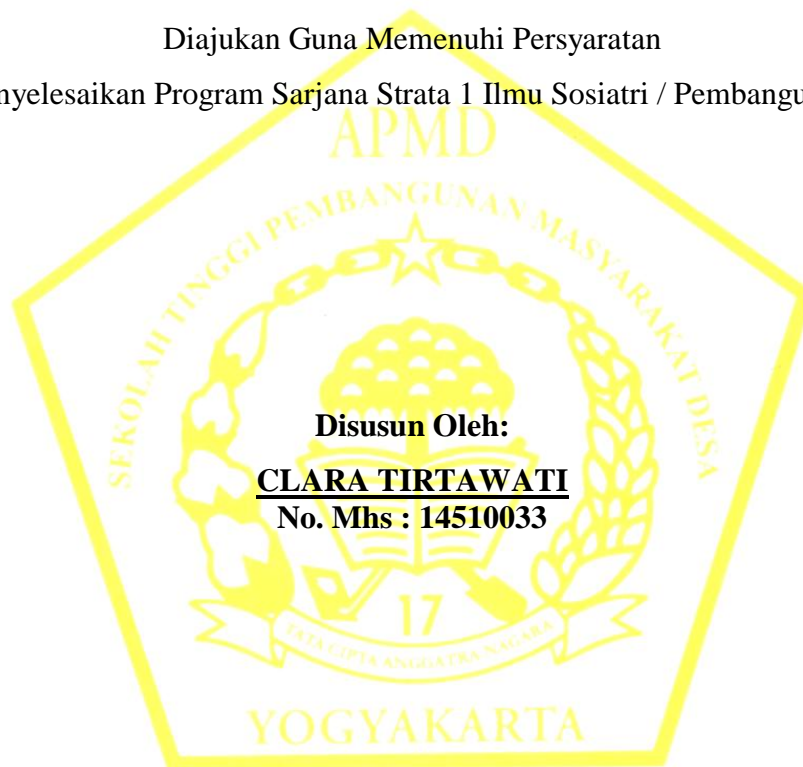 Diajukan Guna Memenuhi Persyaratan
nyelesaikan Program Sarjana Strata 1 Ilmu Sosiatri / Pembangu
APMD
SEKOLAH TINGGI PEMBANGUNAN MASYARAKAT DESA
Disusun Oleh:
CLARA TIRTAWATI
No. Mhs : 14510033
17
TATA CIPTA ANGGATRA NAGARA
YOGYAKARTA